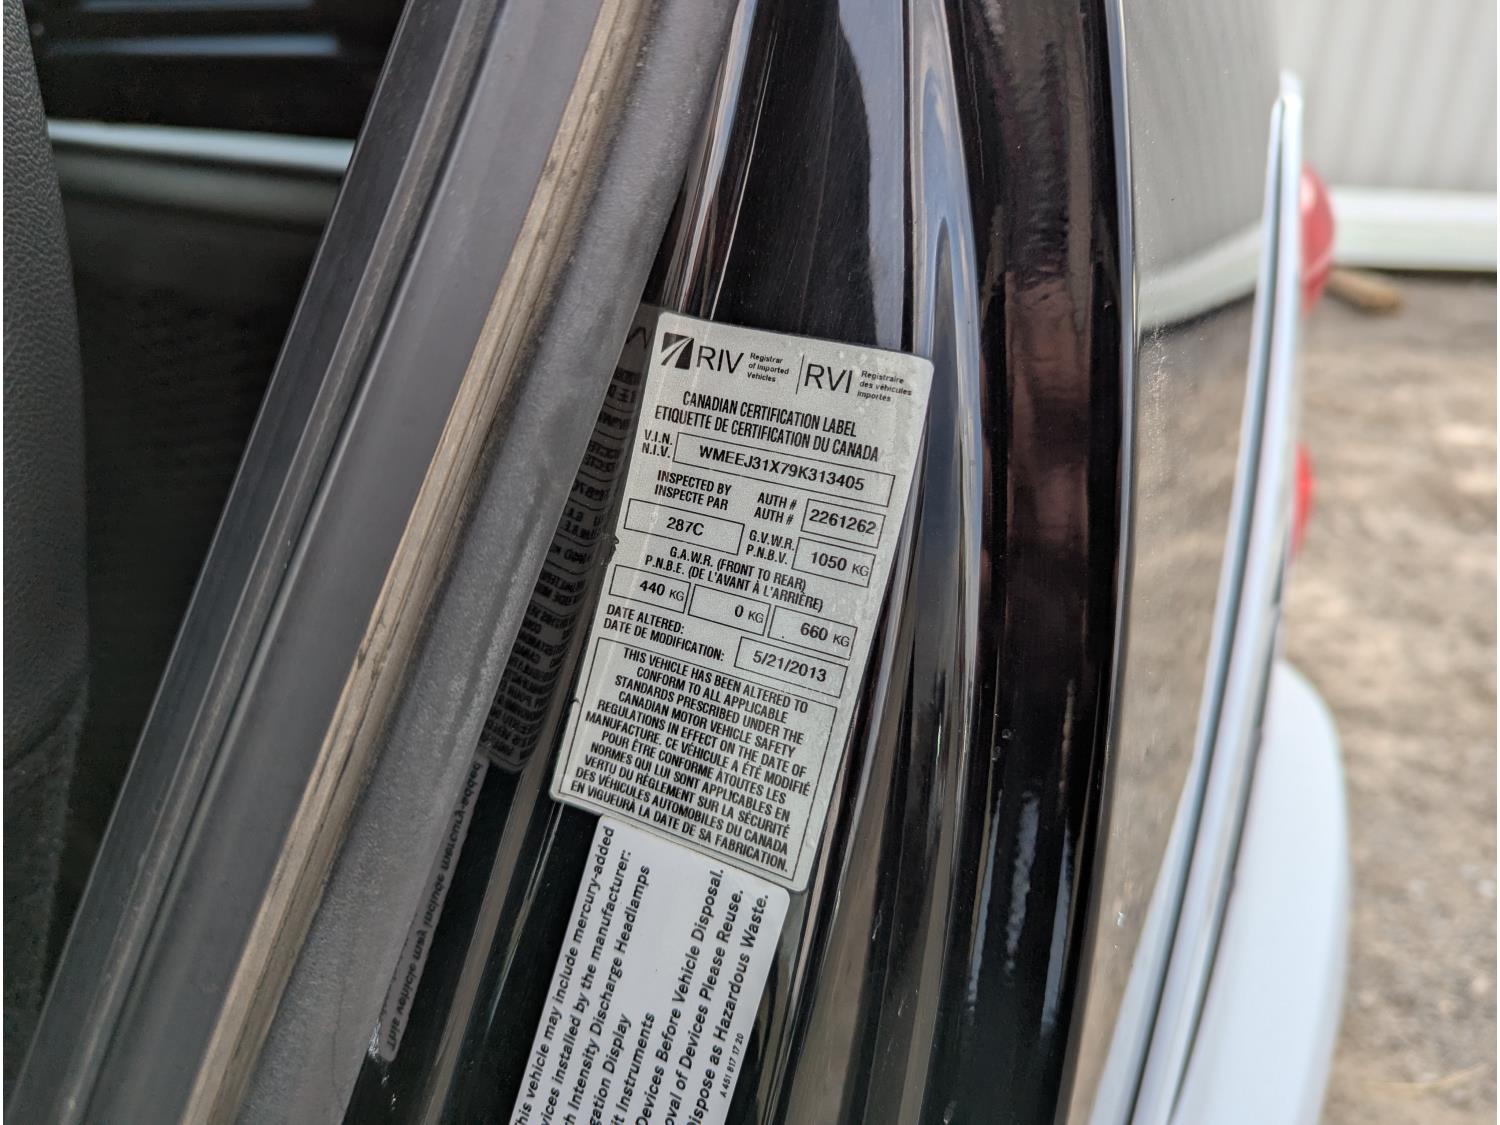 RIV Registrar of Imported Vehicles | RVI Registraire des véhicules importés
CANADIAN CERTIFICATION LABEL
ETIQUETTE DE CERTIFICATION DU CANADA
V.I.N.
N.I.V.
WMEEJ31X79K313405
INSPECTED BY
INSPECTE PAR
AUTH #
AUTH #
2261262
287C
G.V.W.R.
P.N.B.V.
1050 KG
G.A.W.R. (FRONT TO REAR)
P.N.B.E. (DE L'AVANT À L'ARRIÈRE)
440 KG
0 KG
660 KG
DATE ALTERED:
DATE DE MODIFICATION:
5/21/2013
THIS VEHICLE HAS BEEN ALTERED TO
CONFORM TO ALL APPLICABLE
STANDARDS PRESCRIBED UNDER THE
CANADIAN MOTOR VEHICLE SAFETY
REGULATIONS IN EFFECT ON THE DATE OF
MANUFACTURE. CE VÉHICULE A ÉTÉ MODIFIÉ
POUR ÊTRE CONFORME ÀTOUTES LES
NORMES QUI LUI SONT APPLICABLES EN
VERTU DU RÈGLEMENT SUR LA SÉCURITÉ
DES VÉHICULES AUTOMOBILES DU CANADA
EN VIGUEURÀ LA DATE DE SA FABRICATION.
vehicle may include mercury-added
installed by the manufacturer:
Intensity Discharge Headlamps
Display
Instruments
Devices Before Vehicle Disposal.
of Devices Please Reuse.
as Hazardous Waste.
A 451 817 17 20